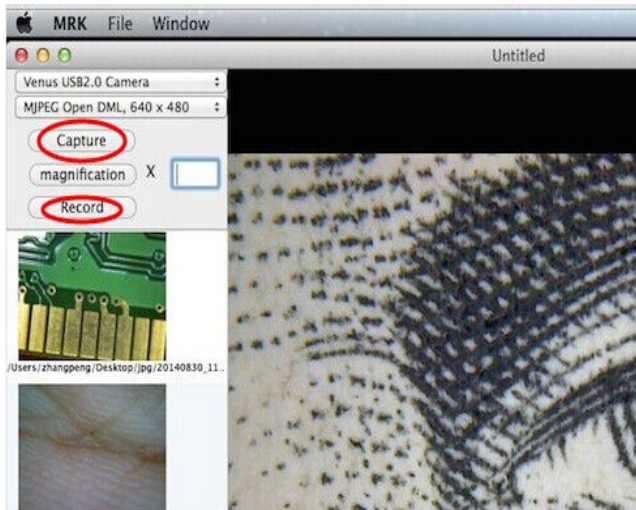 MRK File Window
Untitled
Venus USB2.0 Camera
MJPEG Open DML, 640 x 480
Capture
magnification X
Record
/Users/zhangpeng/Desktop/jpg/20140830_11...